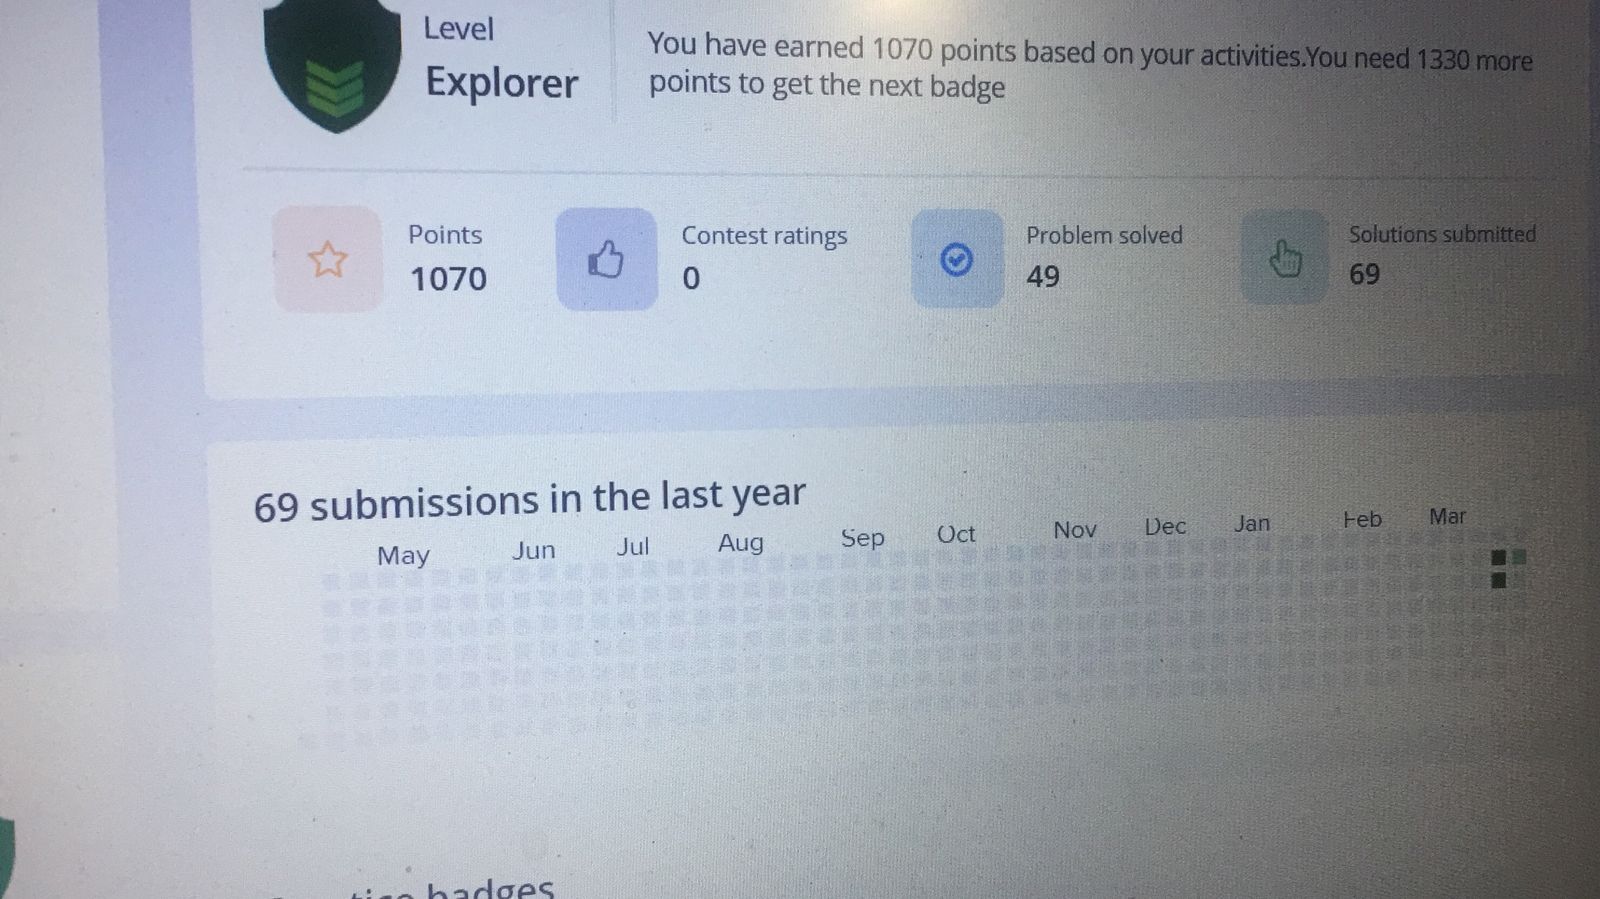 Level
Explorer
You have earned 1070 points based on your activities.You need 1330 more
points to get the next badge
Points
1070
Contest ratings
0
Problem solved
49
Solutions submitted
69
69 submissions in the last year
May Jun Jul Aug Sep Oct Nov Dec Jan Feb Mar
badges